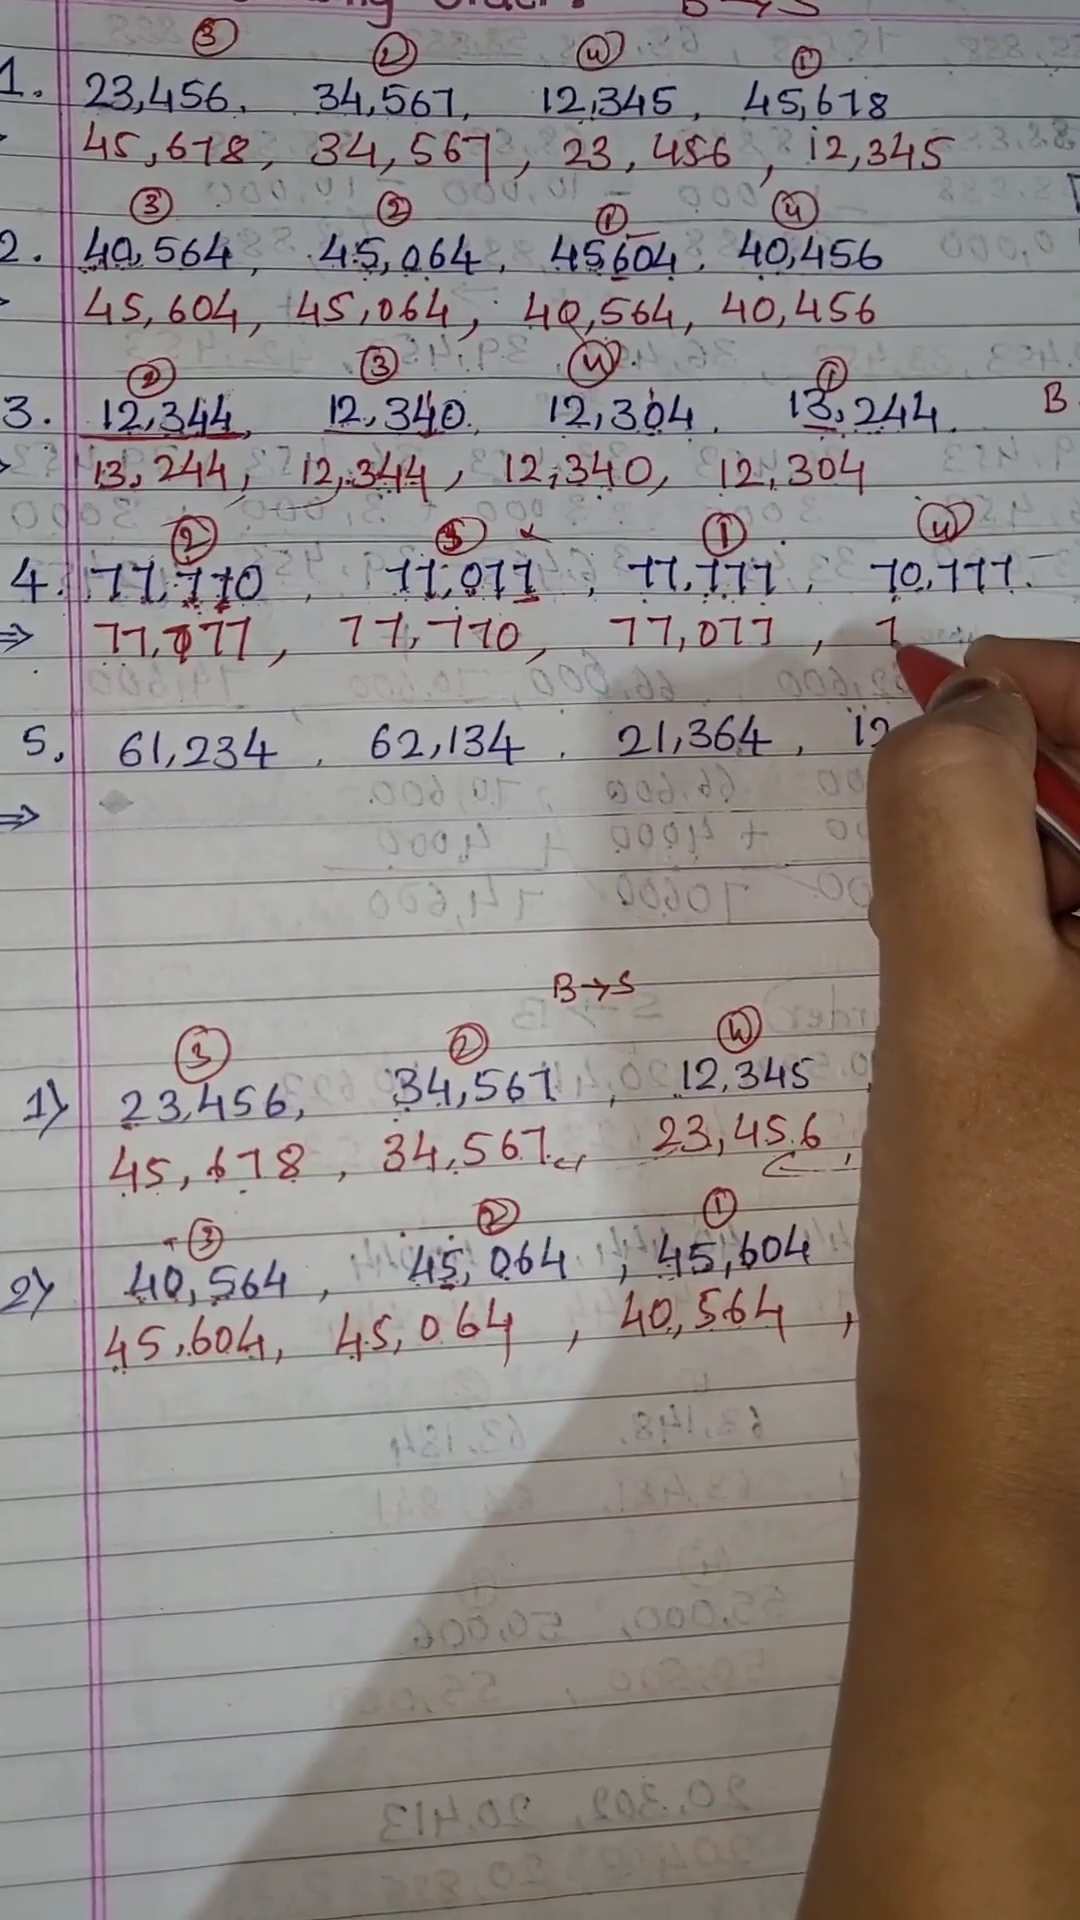 B→S
③ ② ④ ①
1. 23,456, 34,567, 12,345, 45,678
45,678, 34,567, 23,456, 12,345
③ ② ① ④
2. 40,564, 45,064, 45604, 40,456
45,604, 45,064, 40,564, 40,456
② ③ ④ ①
3. 12,344, 12,340, 12,304, 13,244. B
13,244, 12,344, 12,340, 12,304
② ③ ① ④
4. 77,770, 77,077, 77,777, 70,777.
⇒ 77,777, 77,770, 77,077, 7
5. 61,234, 62,134, 21,364, 12
⇒
B→S
③ ② ④
1) 23,456, 34,567, 12,345
45,678, 34,567, 23,456
③ ② ①
2) 40,564, 45,064, 45,604
45,604, 45,064, 40,564,